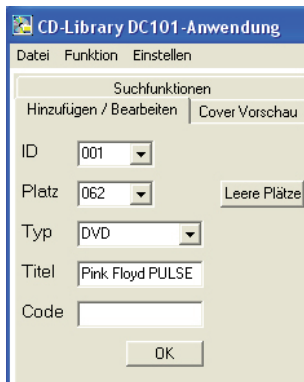 CD-Library DC101-Anwendung
Datei Funktion Einstellen
Suchfunktionen
Hinzufügen / Bearbeiten Cover Vorschau
ID 001
Platz 062 Leere Plätze
Typ DVD
Titel Pink Floyd PULSE
Code
OK